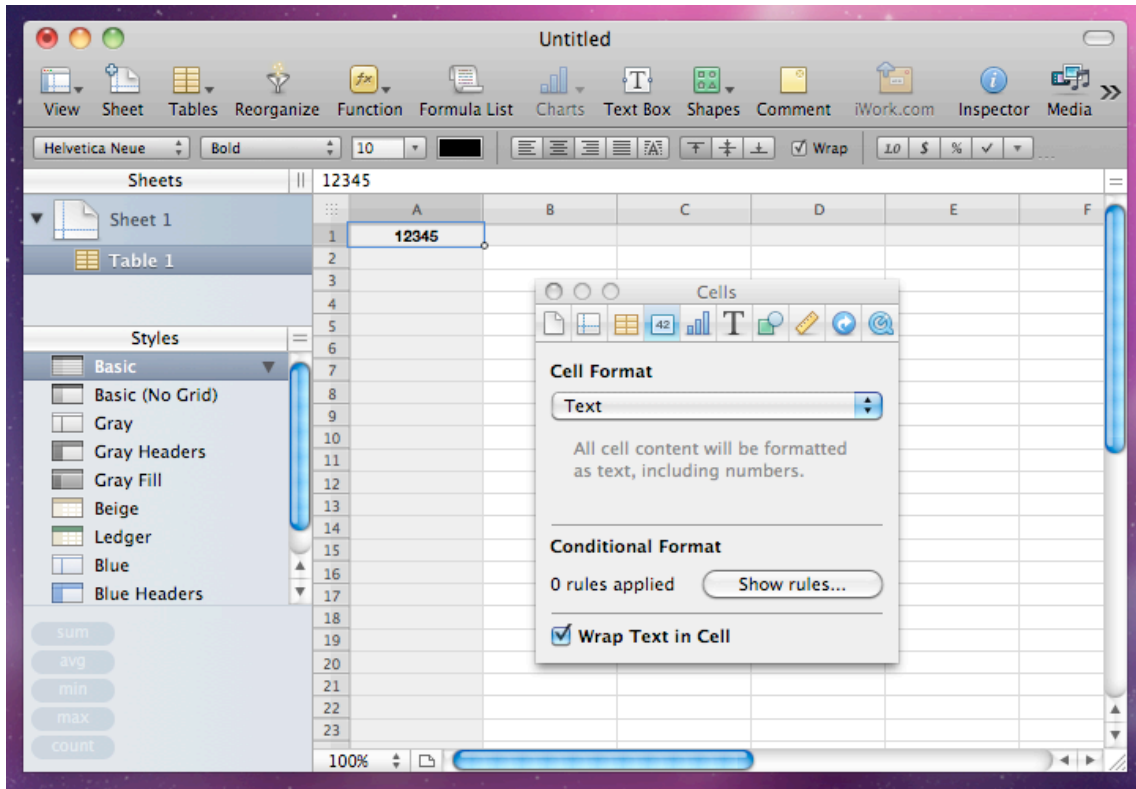 Untitled
View Sheet Tables Reorganize Function Formula List Charts Text Box Shapes Comment iWork.com Inspector Media
Helvetica Neue Bold 10 Wrap 1.0 $ %
Sheets 12345
Sheet 1
Table 1
A B C D E F
1 12345
2
3
4
5
6
7
8
9
10
11
12
13
14
15
16
17
18
19
20
21
22
23
Styles
Basic
Basic (No Grid)
Gray
Gray Headers
Gray Fill
Beige
Ledger
Blue
Blue Headers
sum
avg
min
max
count
Cells
42
Cell Format
Text
All cell content will be formatted
as text, including numbers.
Conditional Format
0 rules applied Show rules...
Wrap Text in Cell
100%